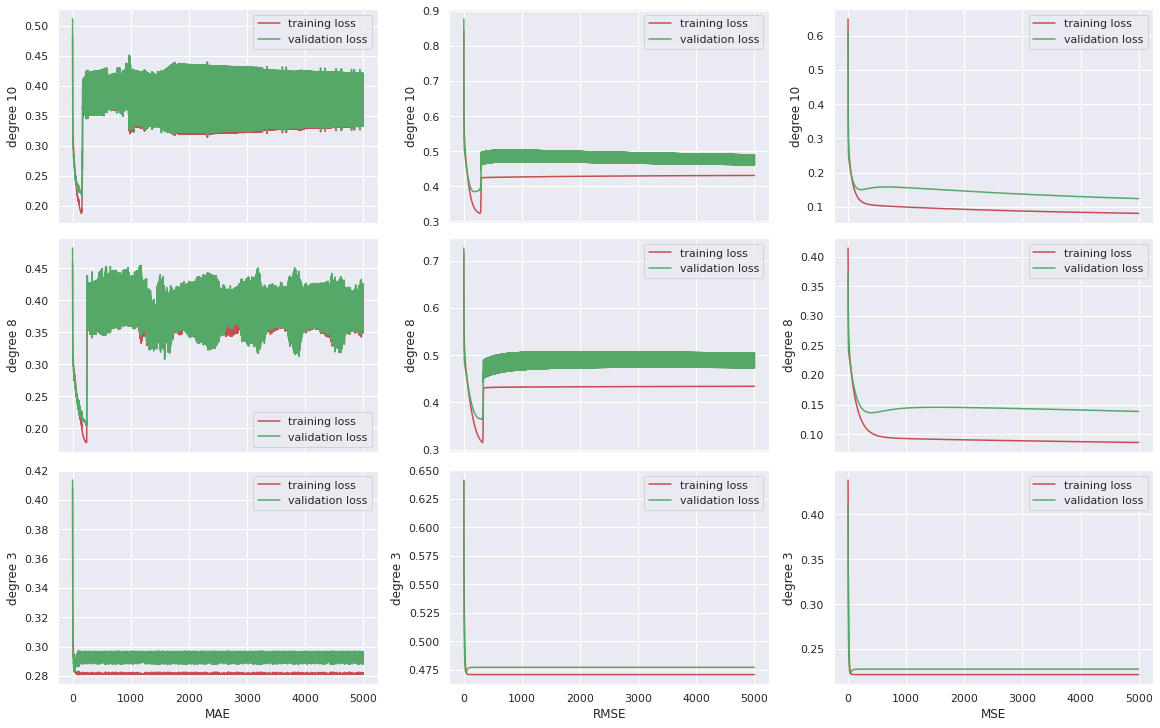 training loss
validation loss
0.50
0.45
0.40
0.35
0.30
0.25
0.20
degree 10
training loss
validation loss
0.9
0.8
0.7
0.6
0.5
0.4
0.3
degree 10
training loss
validation loss
0.6
0.5
0.4
0.3
0.2
0.1
degree 10
0.45
0.40
0.35
0.30
0.25
0.20
degree 8
training loss
validation loss
training loss
validation loss
0.7
0.6
0.5
0.4
0.3
degree 8
training loss
validation loss
0.40
0.35
0.30
0.25
0.20
0.15
0.10
degree 8
training loss
validation loss
0.42
0.40
0.38
0.36
0.34
0.32
0.30
0.28
degree 3
0 1000 2000 3000 4000 5000
MAE
training loss
validation loss
0.650
0.625
0.600
0.575
0.550
0.525
0.500
0.475
degree 3
0 1000 2000 3000 4000 5000
RMSE
training loss
validation loss
0.40
0.35
0.30
0.25
degree 3
0 1000 2000 3000 4000 5000
MSE